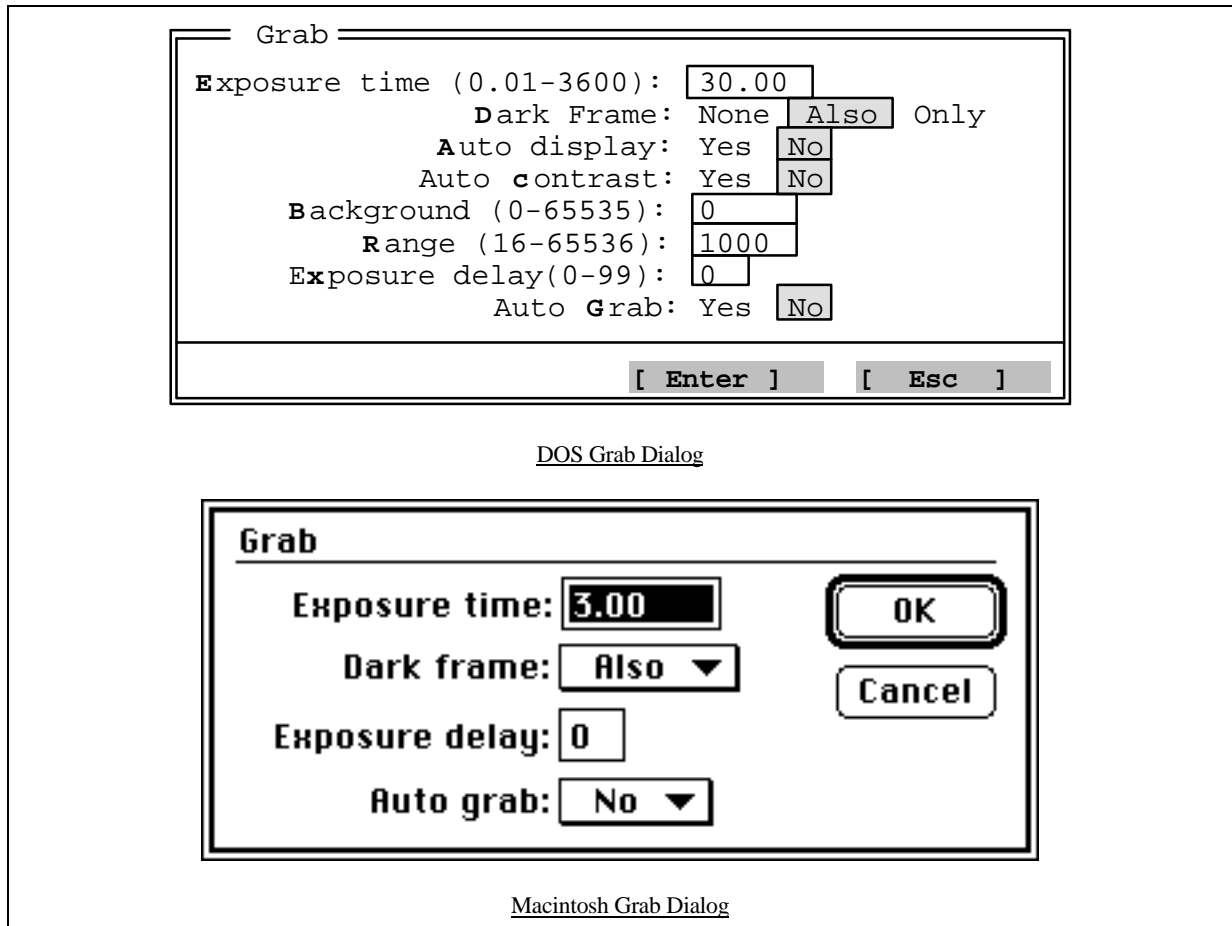 Grab
Exposure time (0.01-3600): 30.00
Dark Frame: None Also Only
Auto display: Yes No
Auto contrast: Yes No
Background (0-65535): 0
Range (16-65536): 1000
Exposure delay(0-99): 0
Auto Grab: Yes No
[ Enter ] [ Esc ]
DOS Grab Dialog
Grab
Exposure time: 3.00
OK
Dark frame: Also
Cancel
Exposure delay: 0
Auto grab: No
Macintosh Grab Dialog